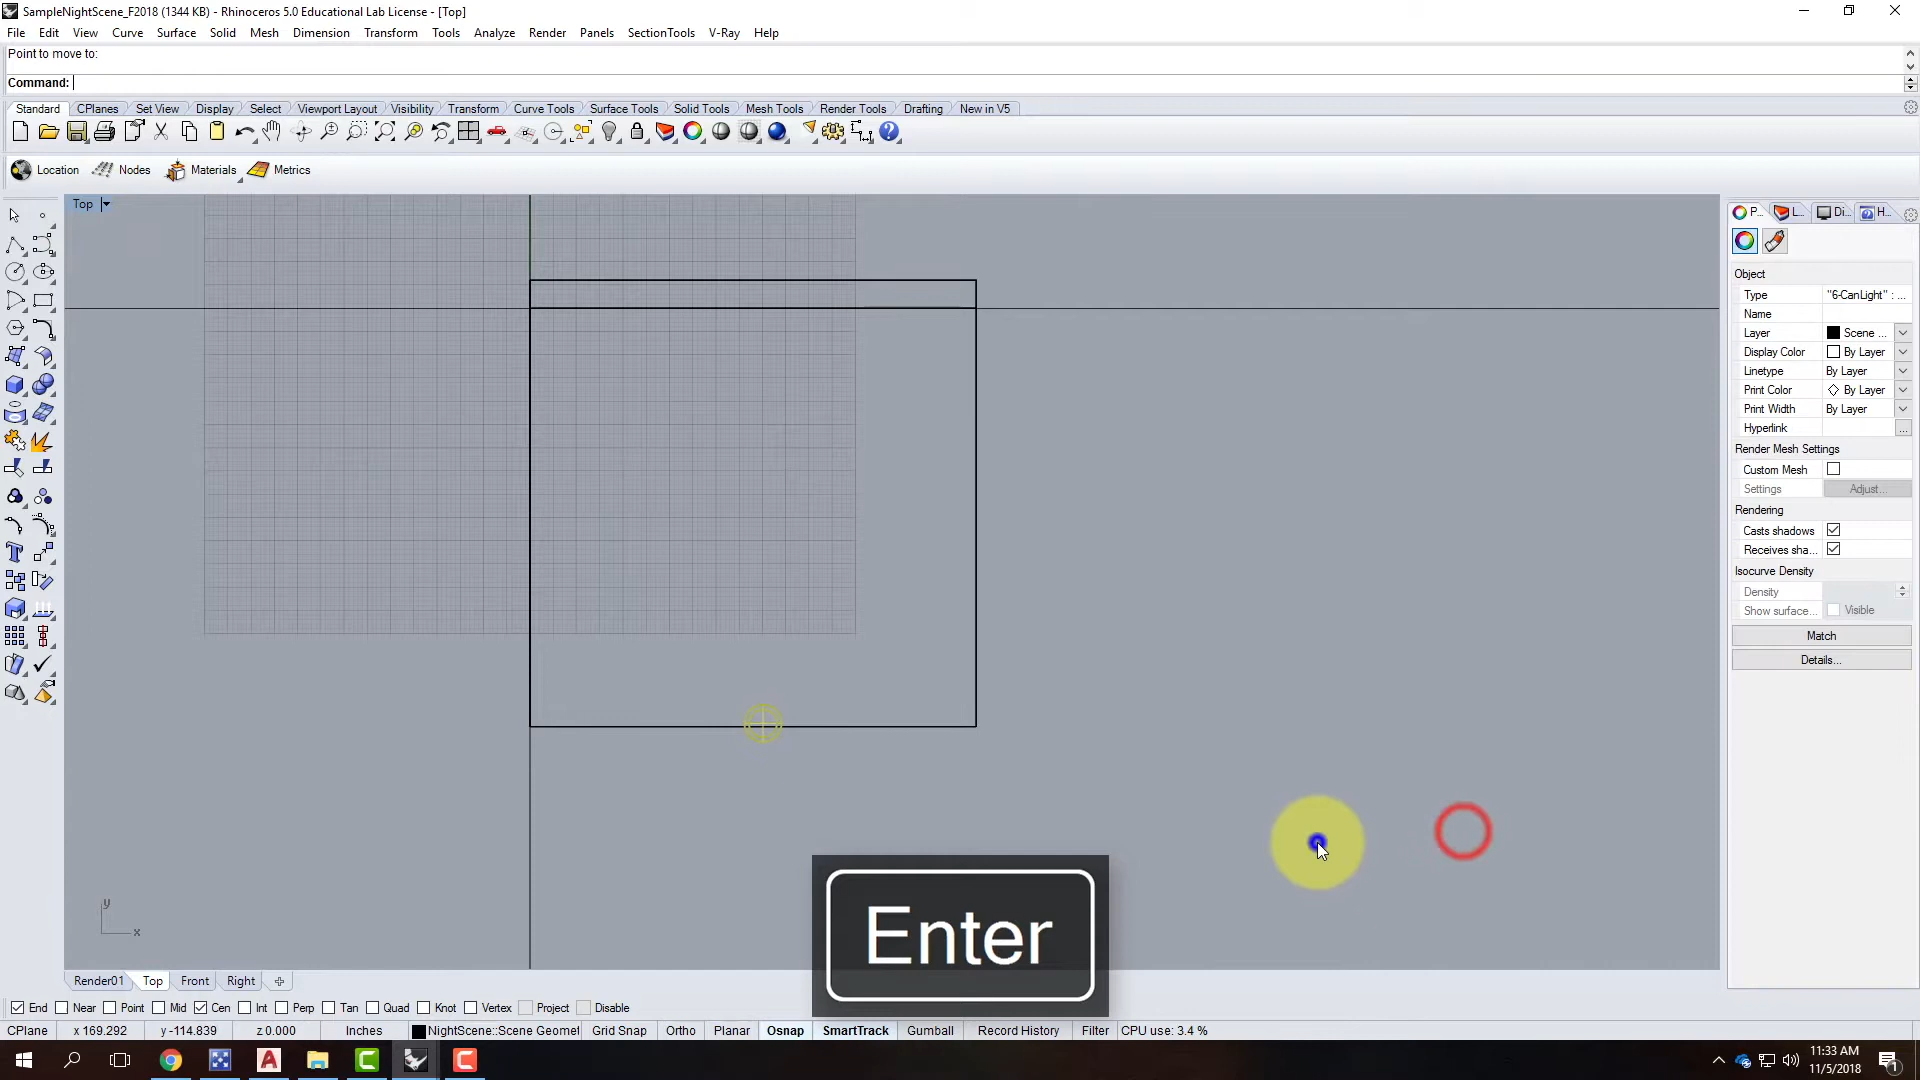 SampleNightScene_F2018 (1344 KB) - Rhinoceros 5.0 Educational Lab License - [Top]
File Edit View Curve Surface Solid Mesh Dimension Transform Tools Analyze Render Panels SectionTools V-Ray Help
Point to move to:
Command:
Standard CPlanes Set View Display Select Viewport Layout Visibility Transform Curve Tools Surface Tools Solid Tools Mesh Tools Render Tools Drafting New in V5
Location Nodes Materials Metrics
Top
P... L... Di... H...
Object
Type "6-CanLight" : ...
Name
Layer Scene ...
Display Color By Layer
Linetype By Layer
Print Color By Layer
Print Width By Layer
Hyperlink ...
Render Mesh Settings
Custom Mesh
Settings Adjust...
Rendering
Casts shadows
Receives sha...
Isocurve Density
Density
Show surface... Visible
Match
Details...
y
x
Enter
Render01 Top Front Right
End Near Point Mid Cen Int Perp Tan Quad Knot Vertex Project Disable
CPlane x 169.292 y -114.839 z 0.000 Inches NightScene::Scene Geomet Grid Snap Ortho Planar Osnap SmartTrack Gumball Record History Filter CPU use: 3.4 %
11:33 AM
11/5/2018
1